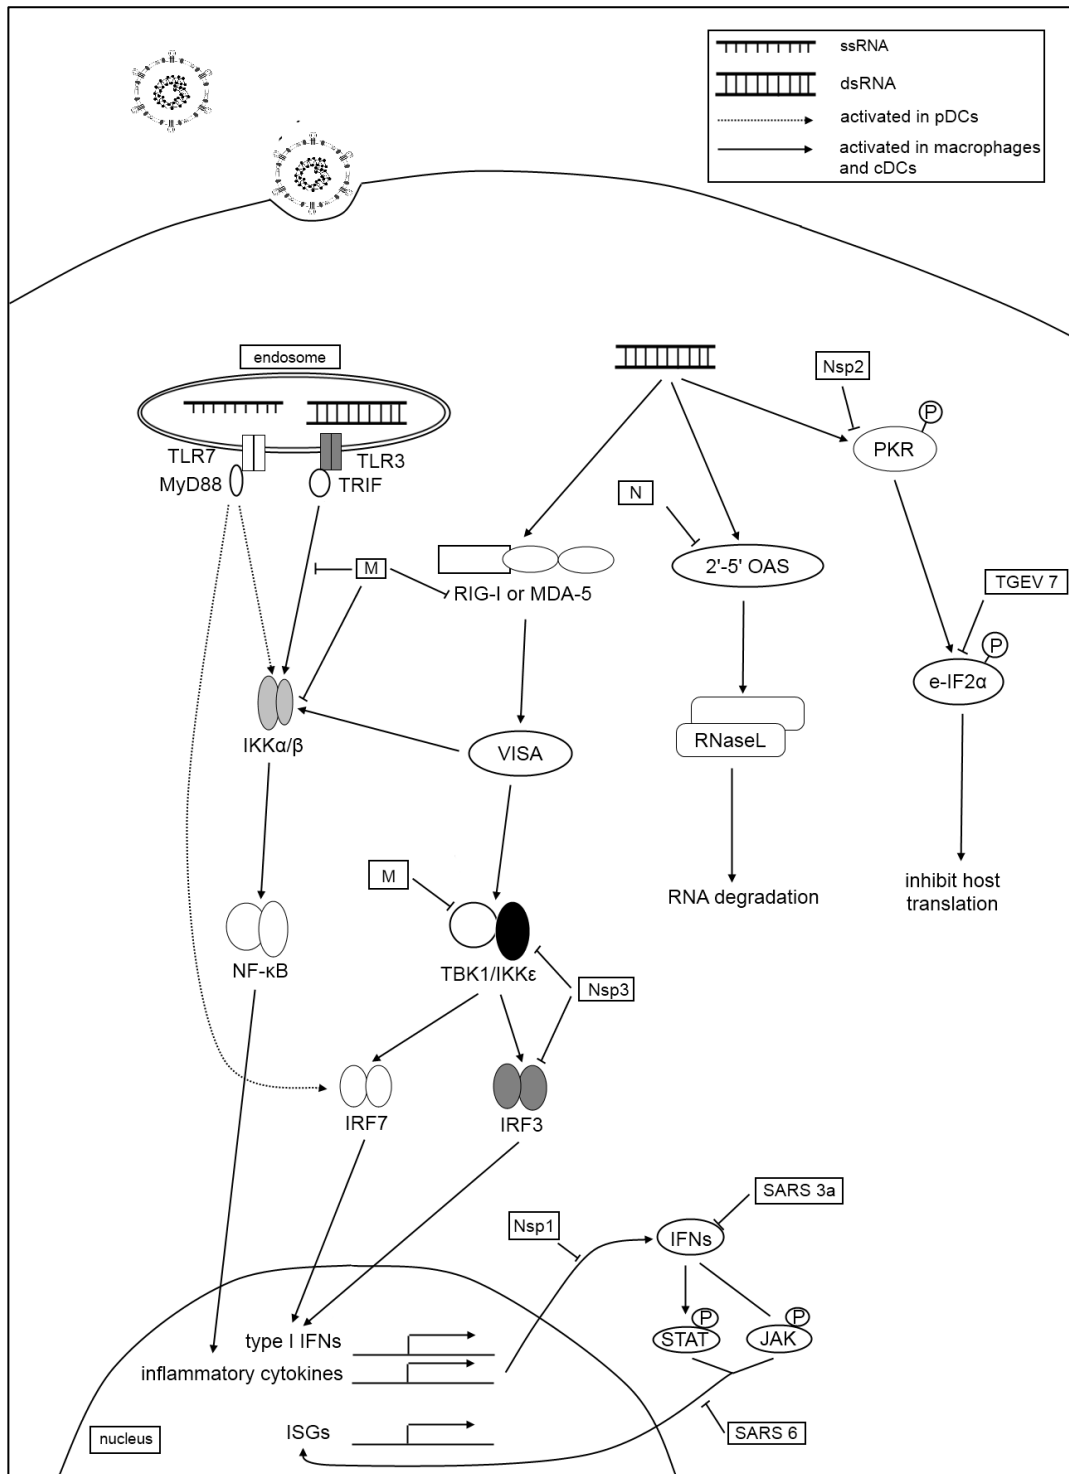 ssRNA
dsRNA
activated in pDCs
activated in macrophages
and cDCs
endosome
Nsp2
P
PKR
TLR7
TLR3
MyD88
TRIF
N
M
2'-5' OAS
RIG-I or MDA-5
TGEV 7
P
e-IF2α
IKKα/β
VISA
RNaseL
M
RNA degradation
inhibit host
translation
NF-κB
TBK1/IKKε
Nsp3
IRF7
IRF3
SARS 3a
Nsp1
IFNs
P
P
STAT
JAK
type I IFNs
inflammatory cytokines
ISGs
SARS 6
nucleus